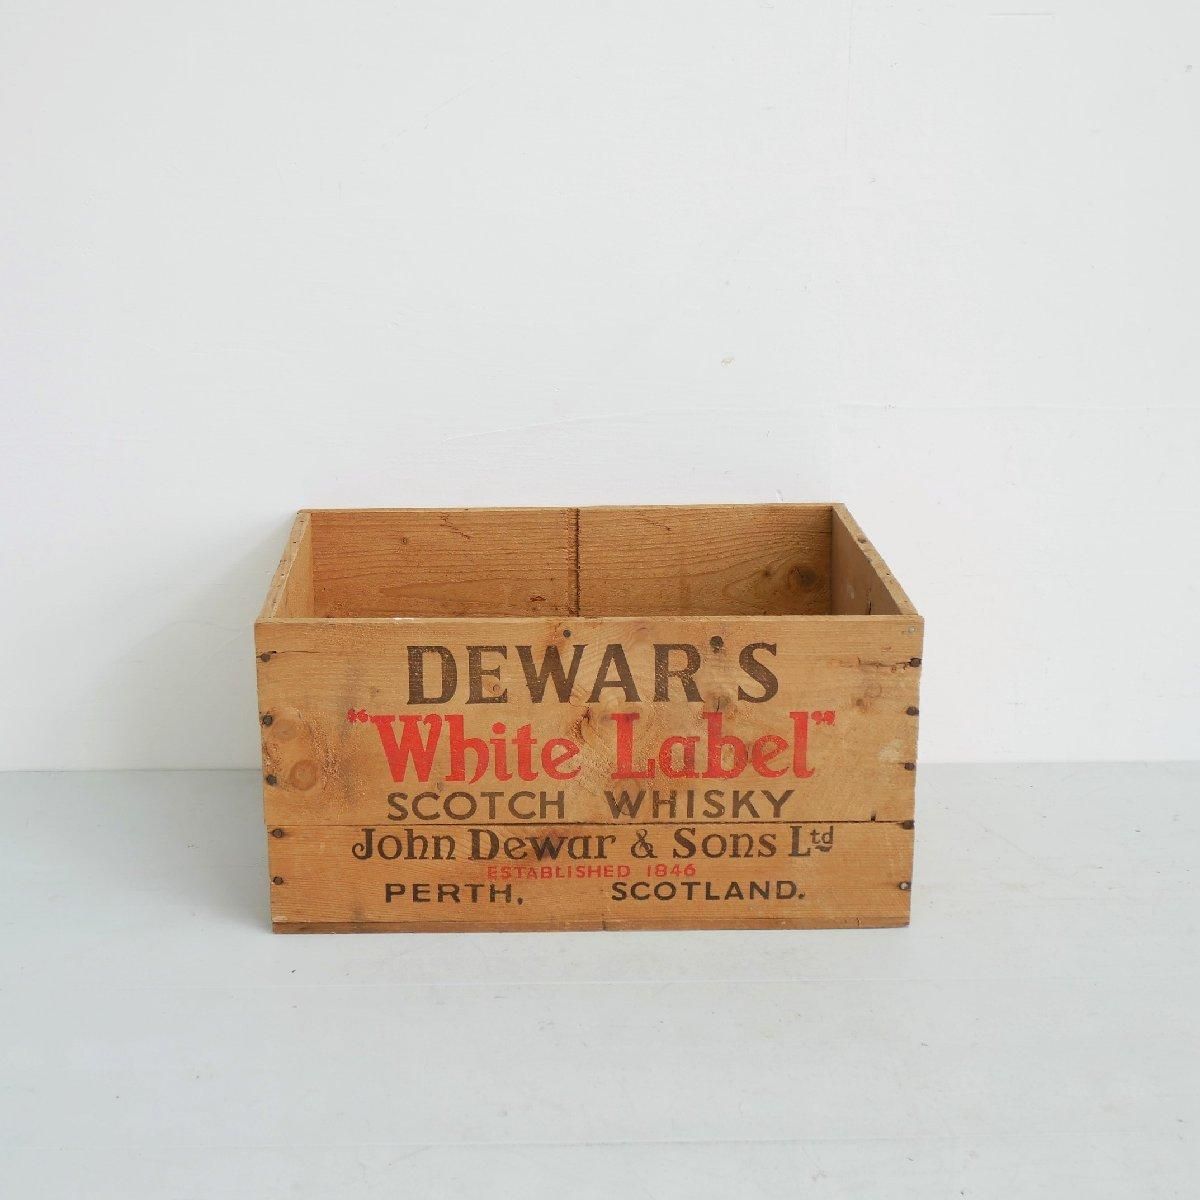 DEWAR'S
"White Label"
SCOTCH WHISKY
John Dewar & Sons Ltd
ESTABLISHED 1846
PERTH, SCOTLAND.